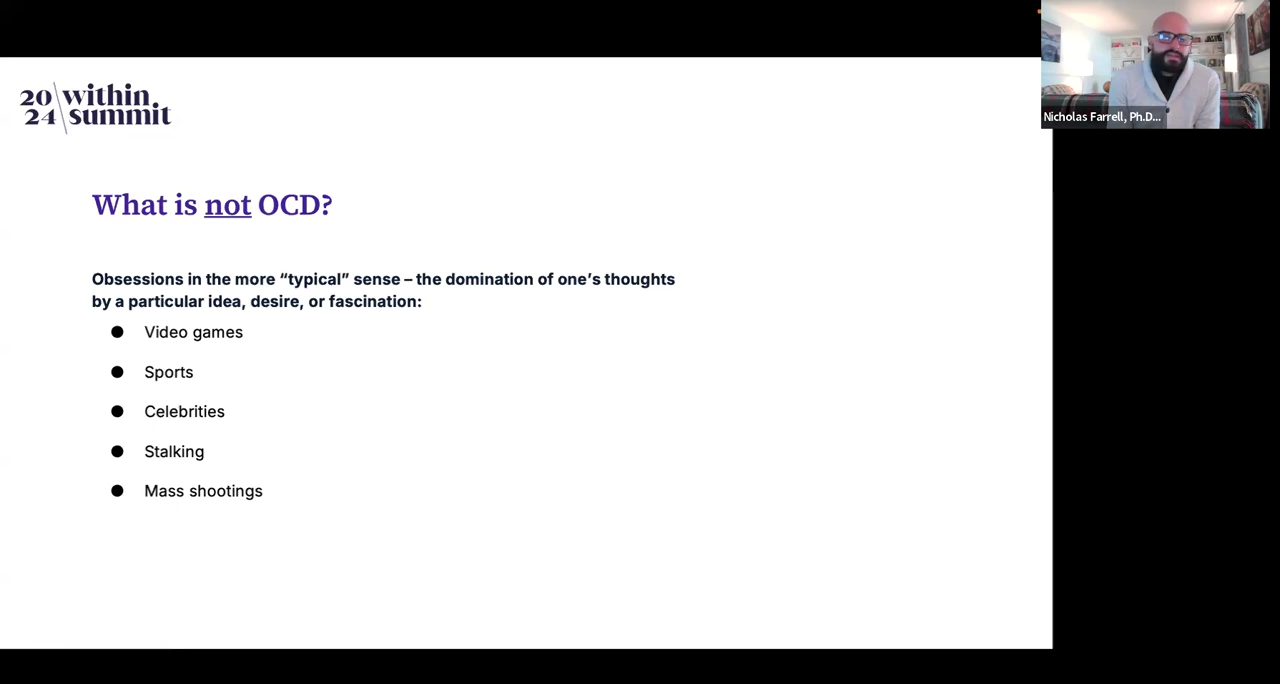 20 within
24 summit
Nicholas Farrell, Ph.D...
What is not OCD?
Obsessions in the more “typical” sense – the domination of one’s thoughts
by a particular idea, desire, or fascination:
● Video games
● Sports
● Celebrities
● Stalking
● Mass shootings